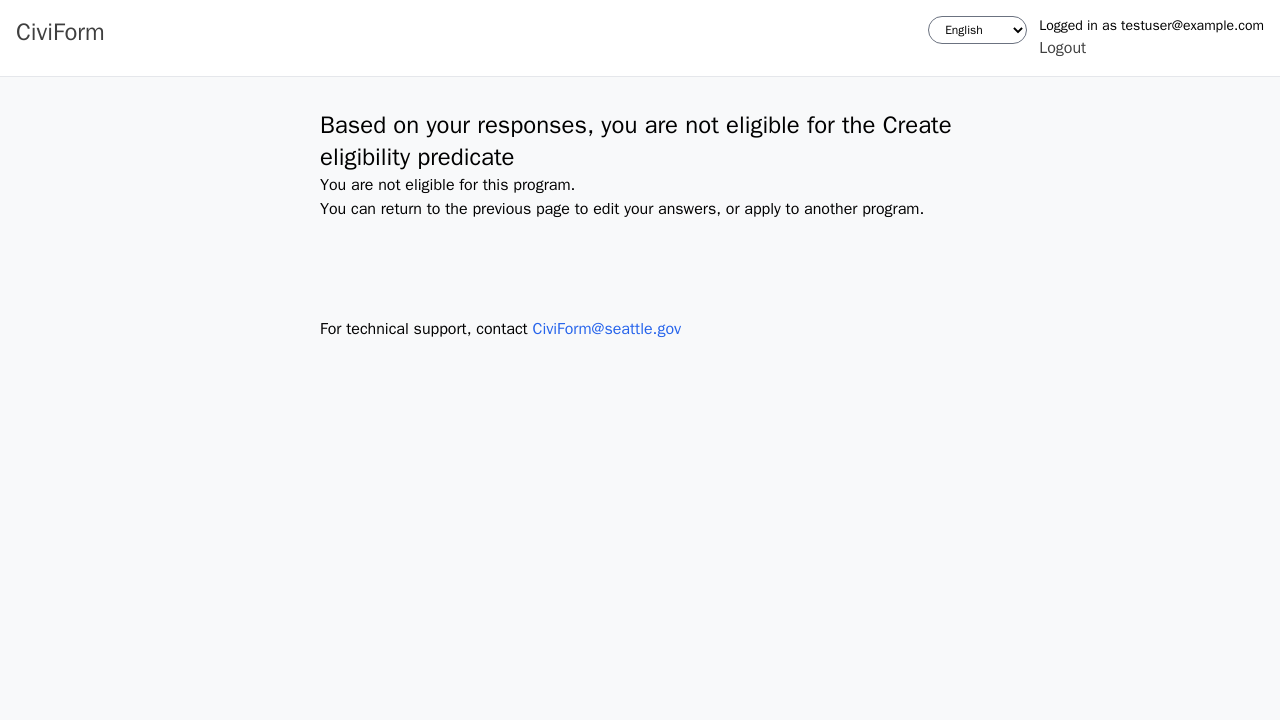 CiviForm
English
Logged in as testuser@example.com
Logout
Based on your responses, you are not eligible for the Create
eligibility predicate
You are not eligible for this program.
You can return to the previous page to edit your answers, or apply to another program.
For technical support, contact CiviForm@seattle.gov